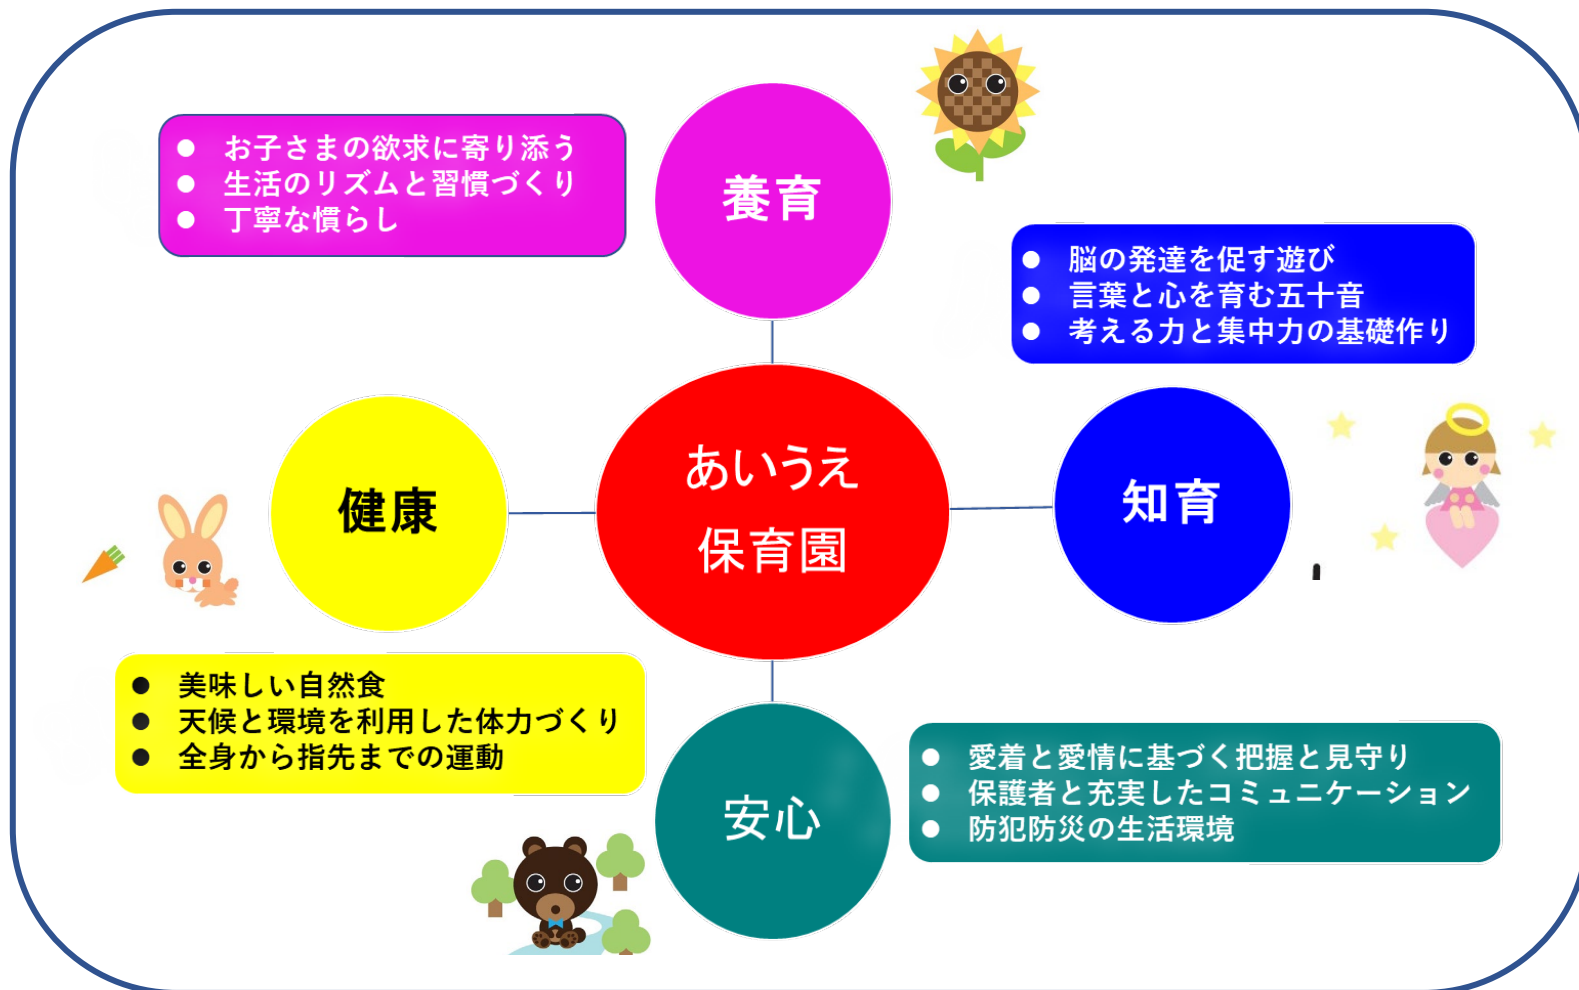 お子さまの欲求に寄り添う
生活のリズムと習慣づくり
丁寧な慣らし
養育
脳の発達を促す遊び
言葉と心を育む五十音
考える力と集中力の基礎作り
健康
あいうえ
保育園
知育
美味しい自然食
天候と環境を利用した体力づくり
全身から指先までの運動
安心
愛着と愛情に基づく把握と見守り
保護者と充実したコミュニケーション
防犯防災の生活環境